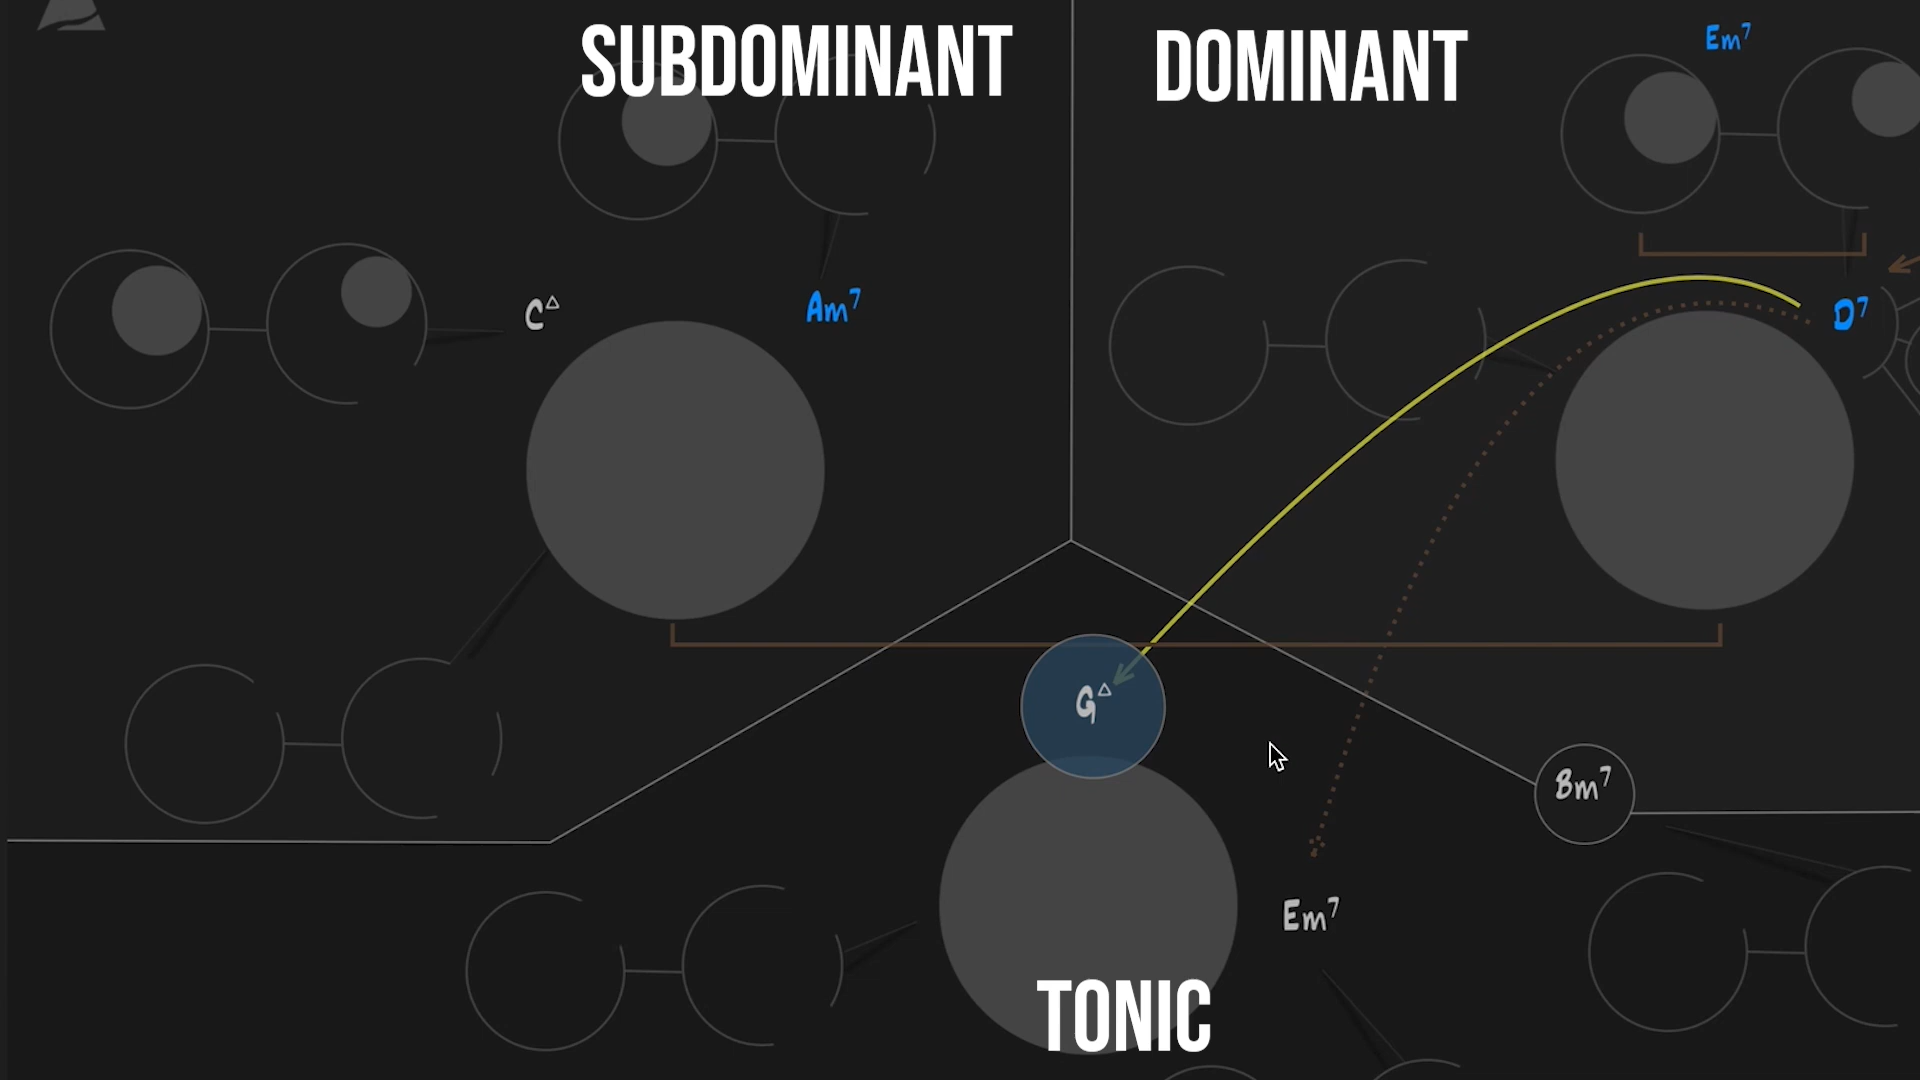 SUBDOMINANT
DOMINANT
Em⁷
C△
Am⁷
D⁷
G△
Bm⁷
Em⁷
TONIC